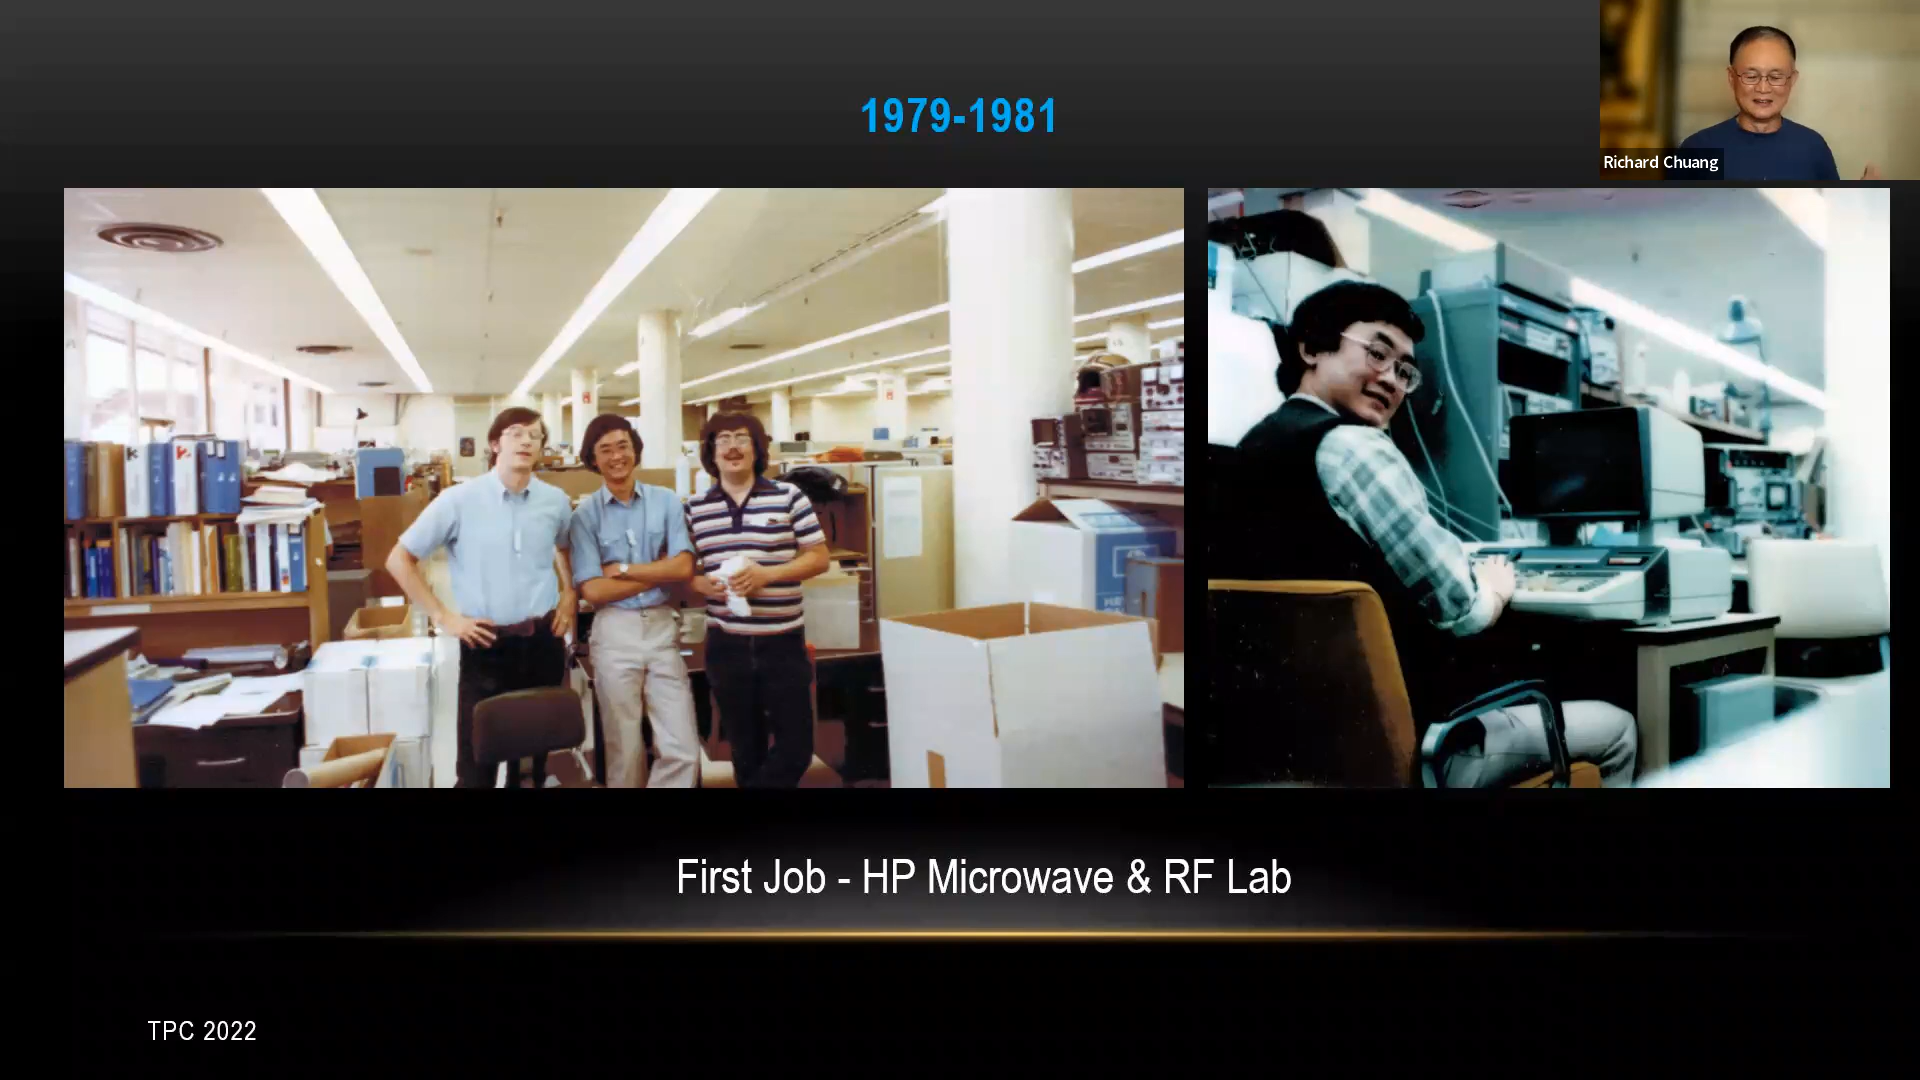 1979-1981
Richard Chuang
First Job - HP Microwave & RF Lab
TPC 2022